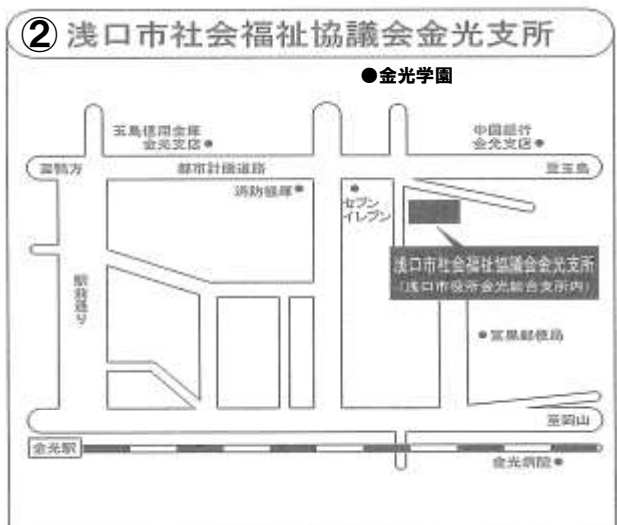 ② 浅口市社会福祉協議会金光支所
●金光学園
玉島信用金庫
金光支店●
中国銀行
金光支店●
至鴨方
都市計画道路
至玉島
消防機庫●
●
セブン
イレブン
浅口市社会福祉協議会金光支所
(浅口市役所金光総合支所内)
駅前通り
●冨黒郵便局
至岡山
金光駅
金光病院●